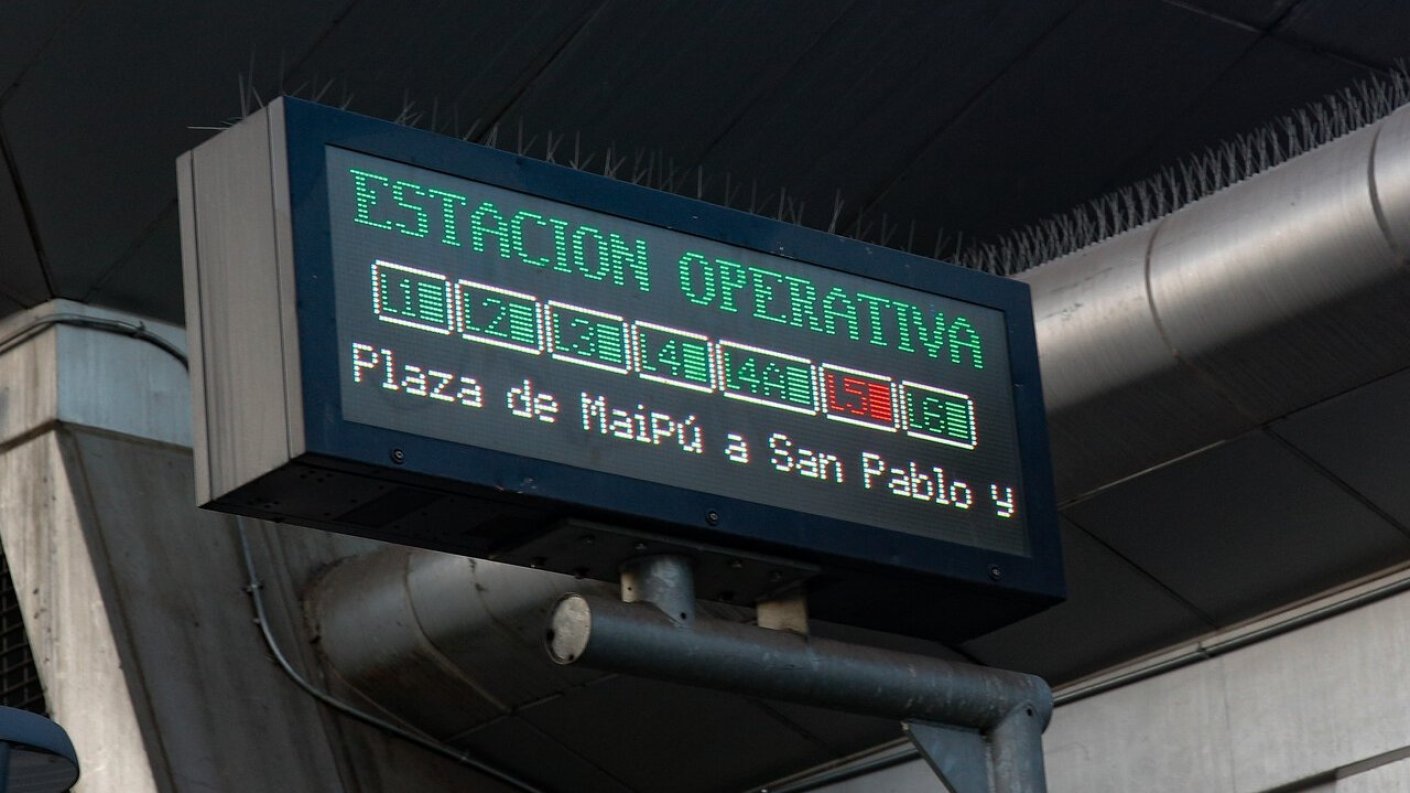 ESTACION OPERATIVA
L1 L2 L3 L4 L4A L5 L6
Plaza de Maipú a San Pablo y